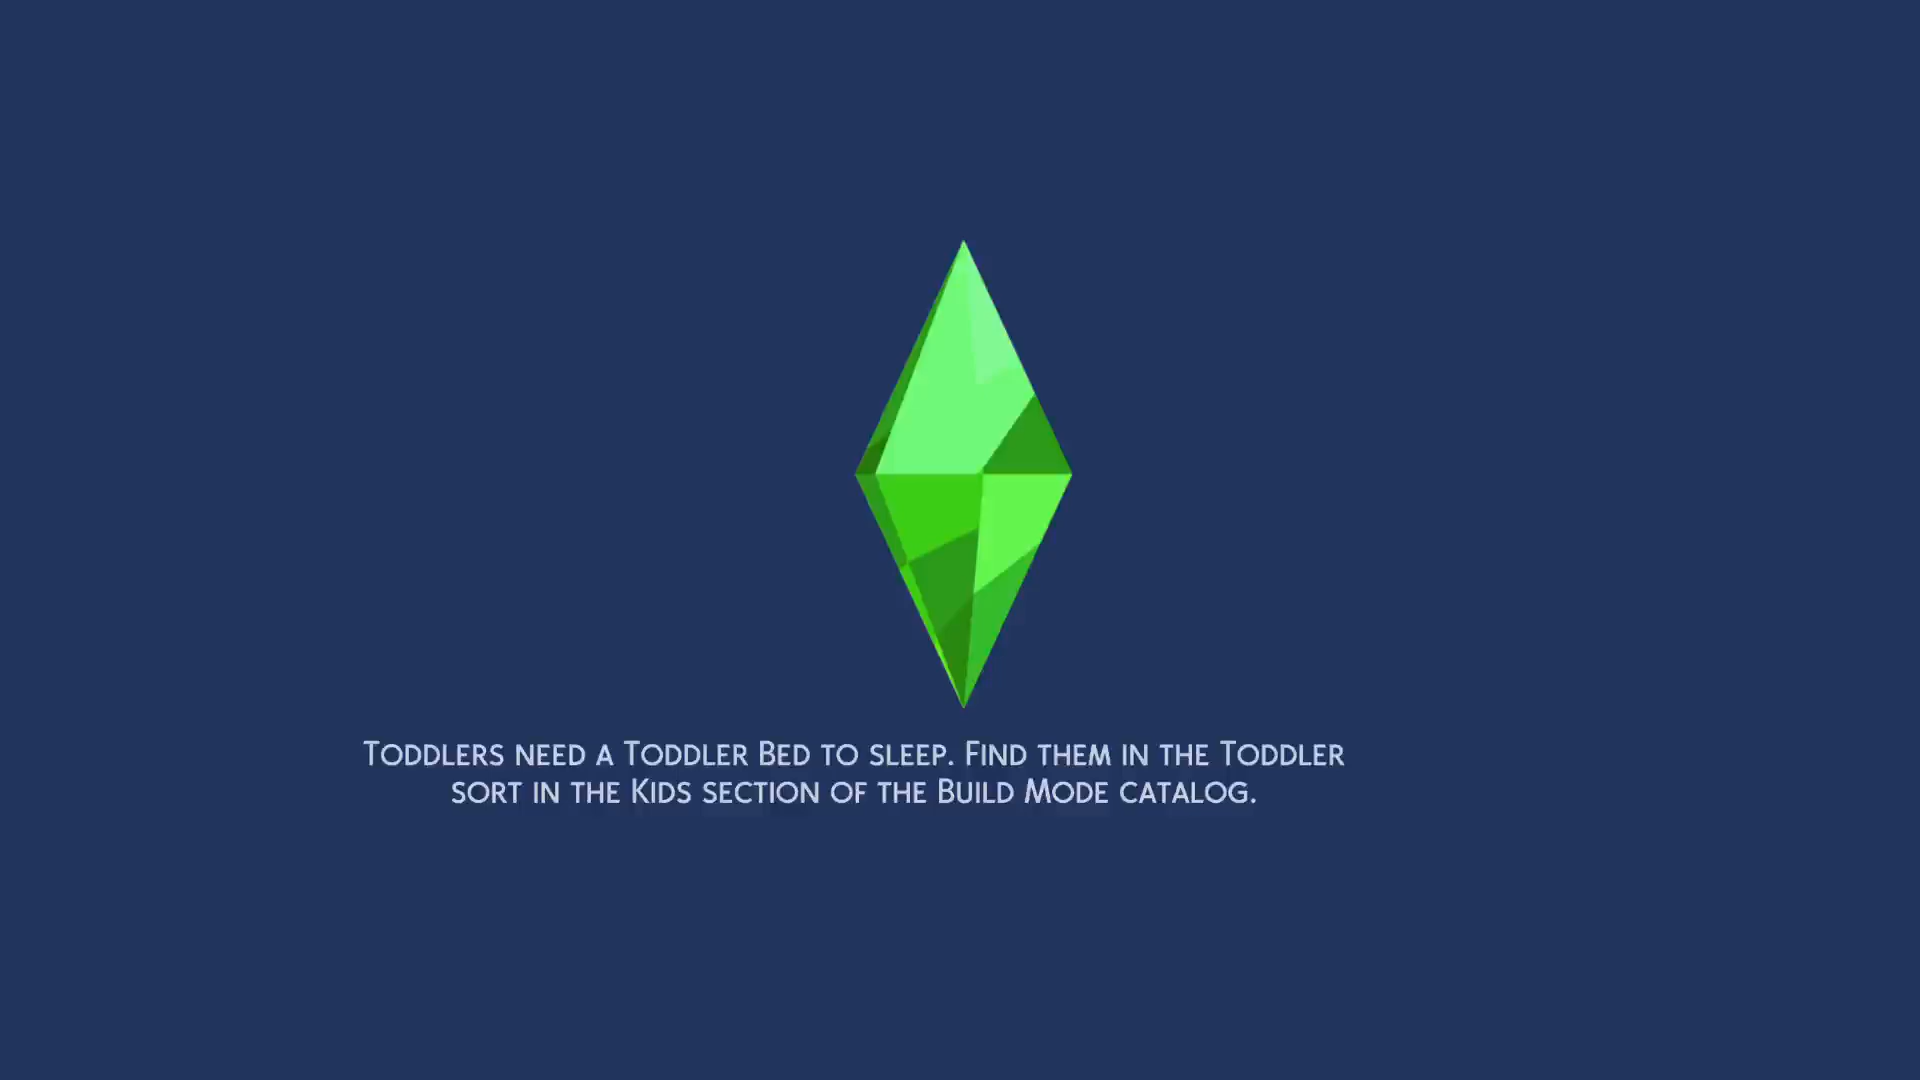 Toddlers need a Toddler Bed to sleep. Find them in the Toddler
sort in the Kids section of the Build Mode catalog.